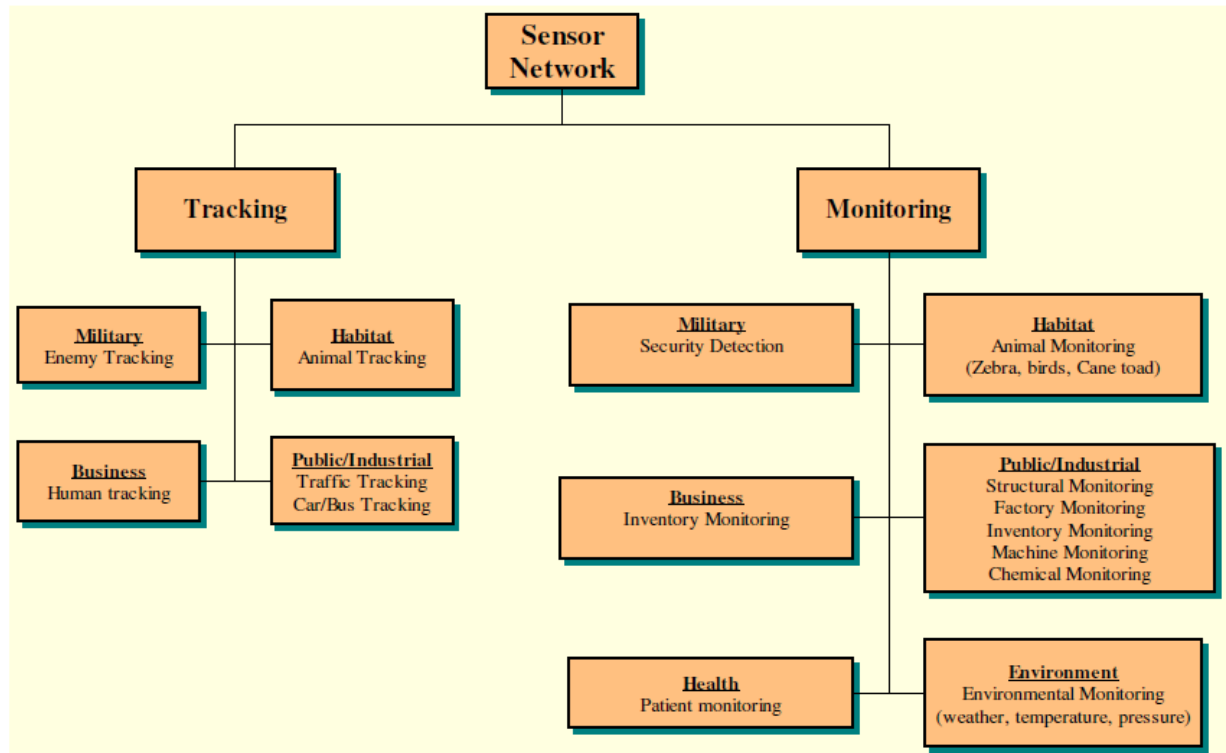 Sensor
Network
Tracking
Monitoring
Military
Enemy Tracking
Habitat
Animal Tracking
Business
Human tracking
Public/Industrial
Traffic Tracking
Car/Bus Tracking
Military
Security Detection
Habitat
Animal Monitoring
(Zebra, birds, Cane toad)
Business
Inventory Monitoring
Public/Industrial
Structural Monitoring
Factory Monitoring
Inventory Monitoring
Machine Monitoring
Chemical Monitoring
Health
Patient monitoring
Environment
Environmental Monitoring
(weather, temperature, pressure)